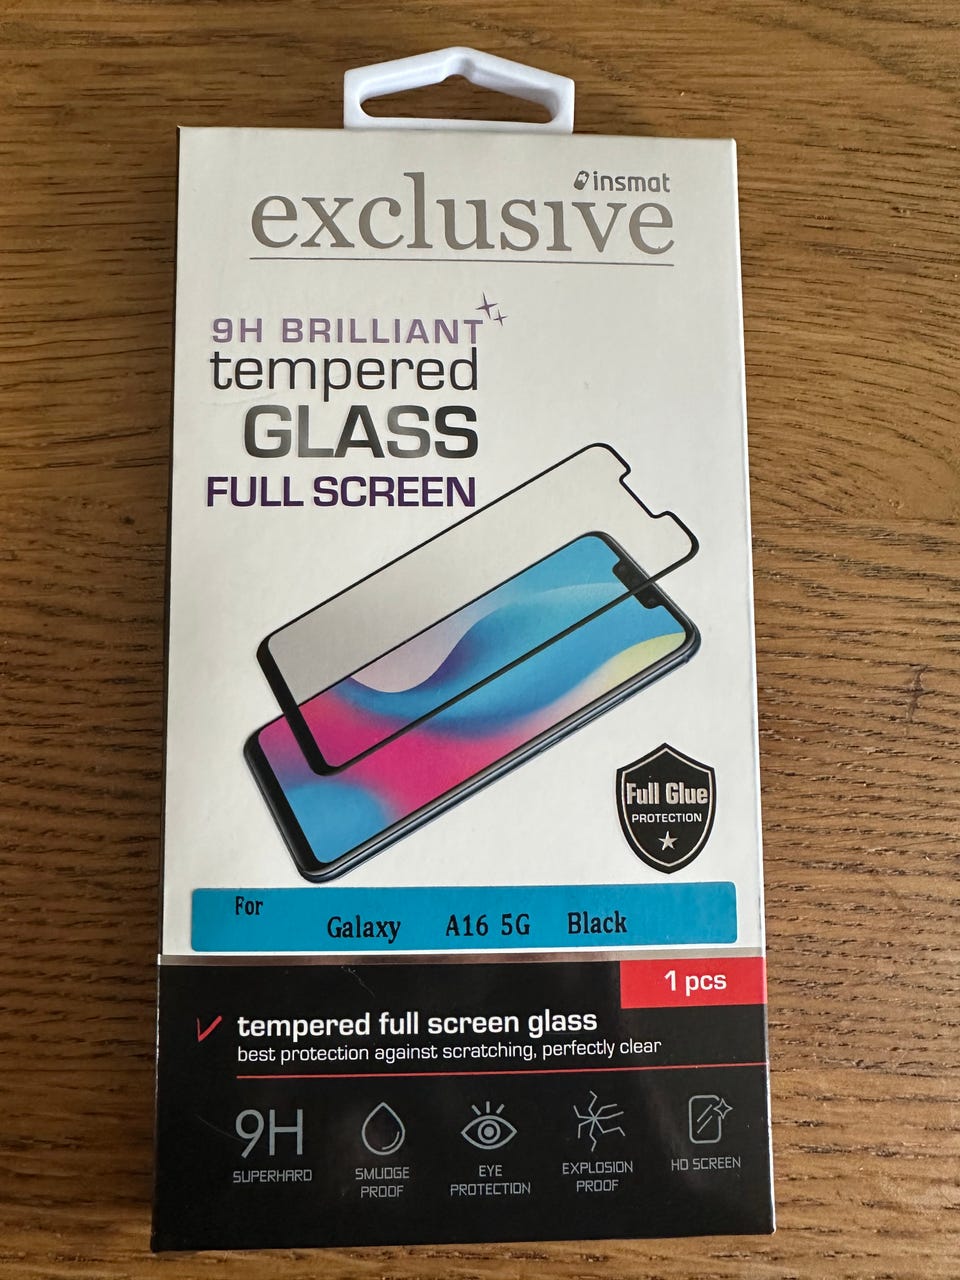 insmat
exclusive
9H BRILLIANT
tempered
GLASS
FULL SCREEN
Full Glue
PROTECTION
For
Galaxy A16 5G Black
1 pcs
tempered full screen glass
best protection against scratching, perfectly clear
9H
SUPERHARD
SMUDGE
PROOF
EYE
PROTECTION
EXPLOSION
PROOF
HD SCREEN